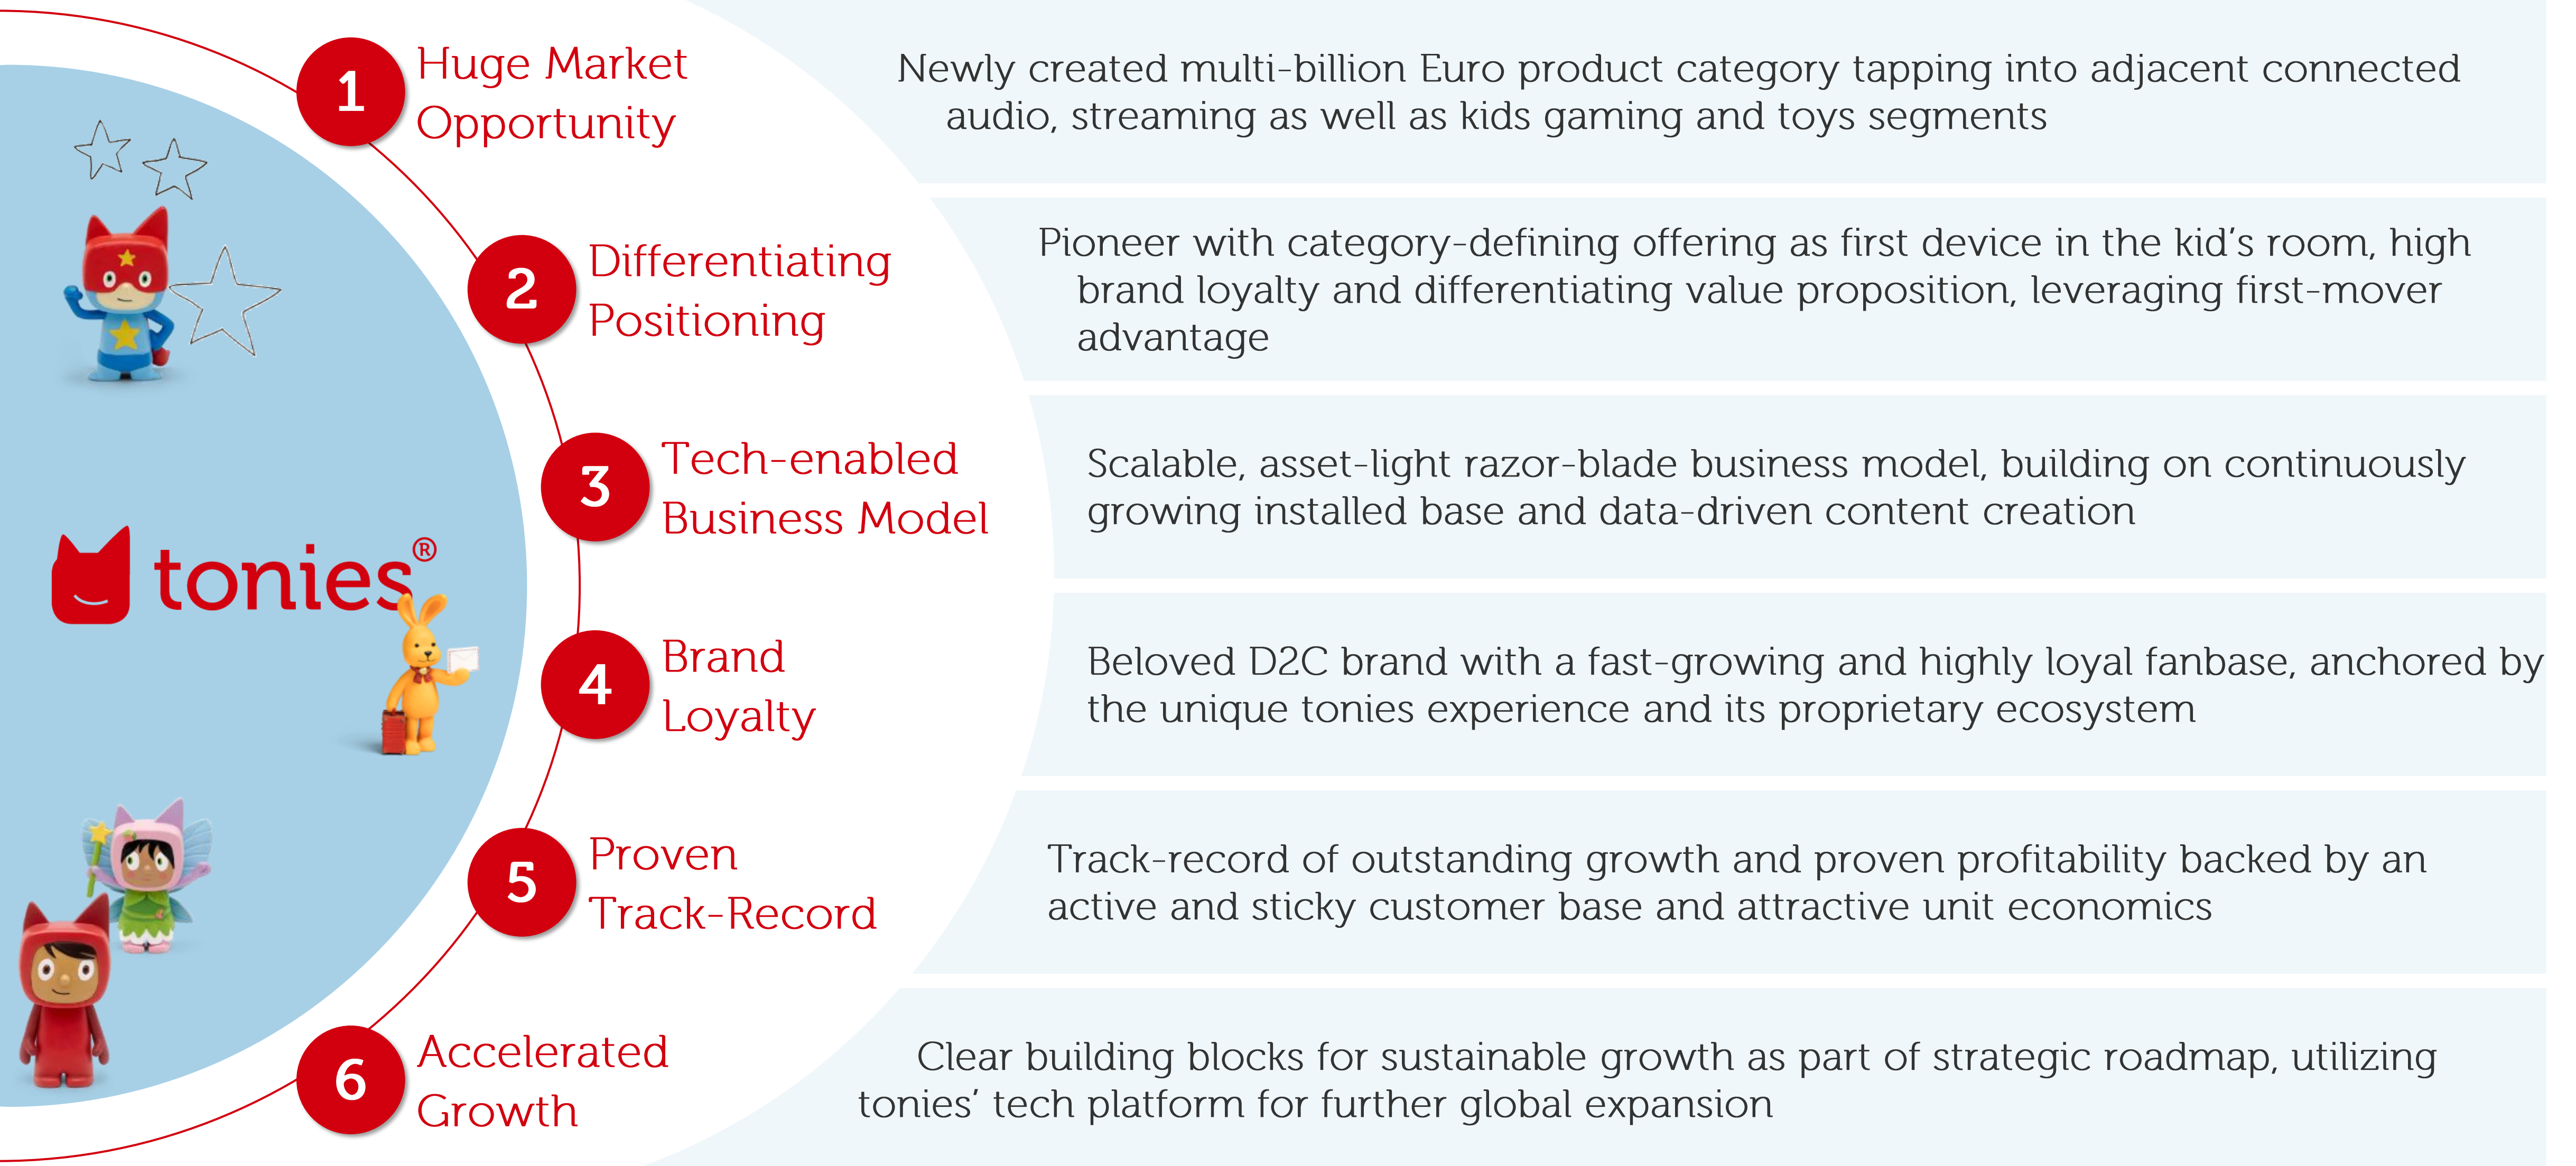 1
Huge Market
Opportunity
Newly created multi-billion Euro product category tapping into adjacent connected
audio, streaming as well as kids gaming and toys segments
2
Differentiating
Positioning
Pioneer with category-defining offering as first device in the kid's room, high
brand loyalty and differentiating value proposition, leveraging first-mover
advantage
3
Tech-enabled
Business Model
Scalable, asset-light razor-blade business model, building on continuously
growing installed base and data-driven content creation
tonies®
4
Brand
Loyalty
Beloved D2C brand with a fast-growing and highly loyal fanbase, anchored by
the unique tonies experience and its proprietary ecosystem
5
Proven
Track-Record
Track-record of outstanding growth and proven profitability backed by an
active and sticky customer base and attractive unit economics
6
Accelerated
Growth
Clear building blocks for sustainable growth as part of strategic roadmap, utilizing
tonies' tech platform for further global expansion